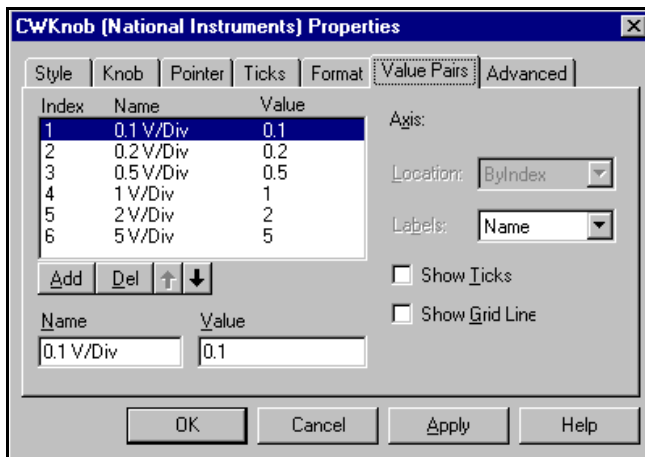 CWKnob (National Instruments) Properties
Style Knob Pointer Ticks Format Value Pairs Advanced
Index Name Value
1 0.1 V/Div 0.1
2 0.2 V/Div 0.2
3 0.5 V/Div 0.5
4 1 V/Div 1
5 2 V/Div 2
6 5 V/Div 5
Axis:
Location: ByIndex
Labels: Name
Add Del
Show Ticks
Show Grid Line
Name Value
0.1 V/Div 0.1
OK Cancel Apply Help